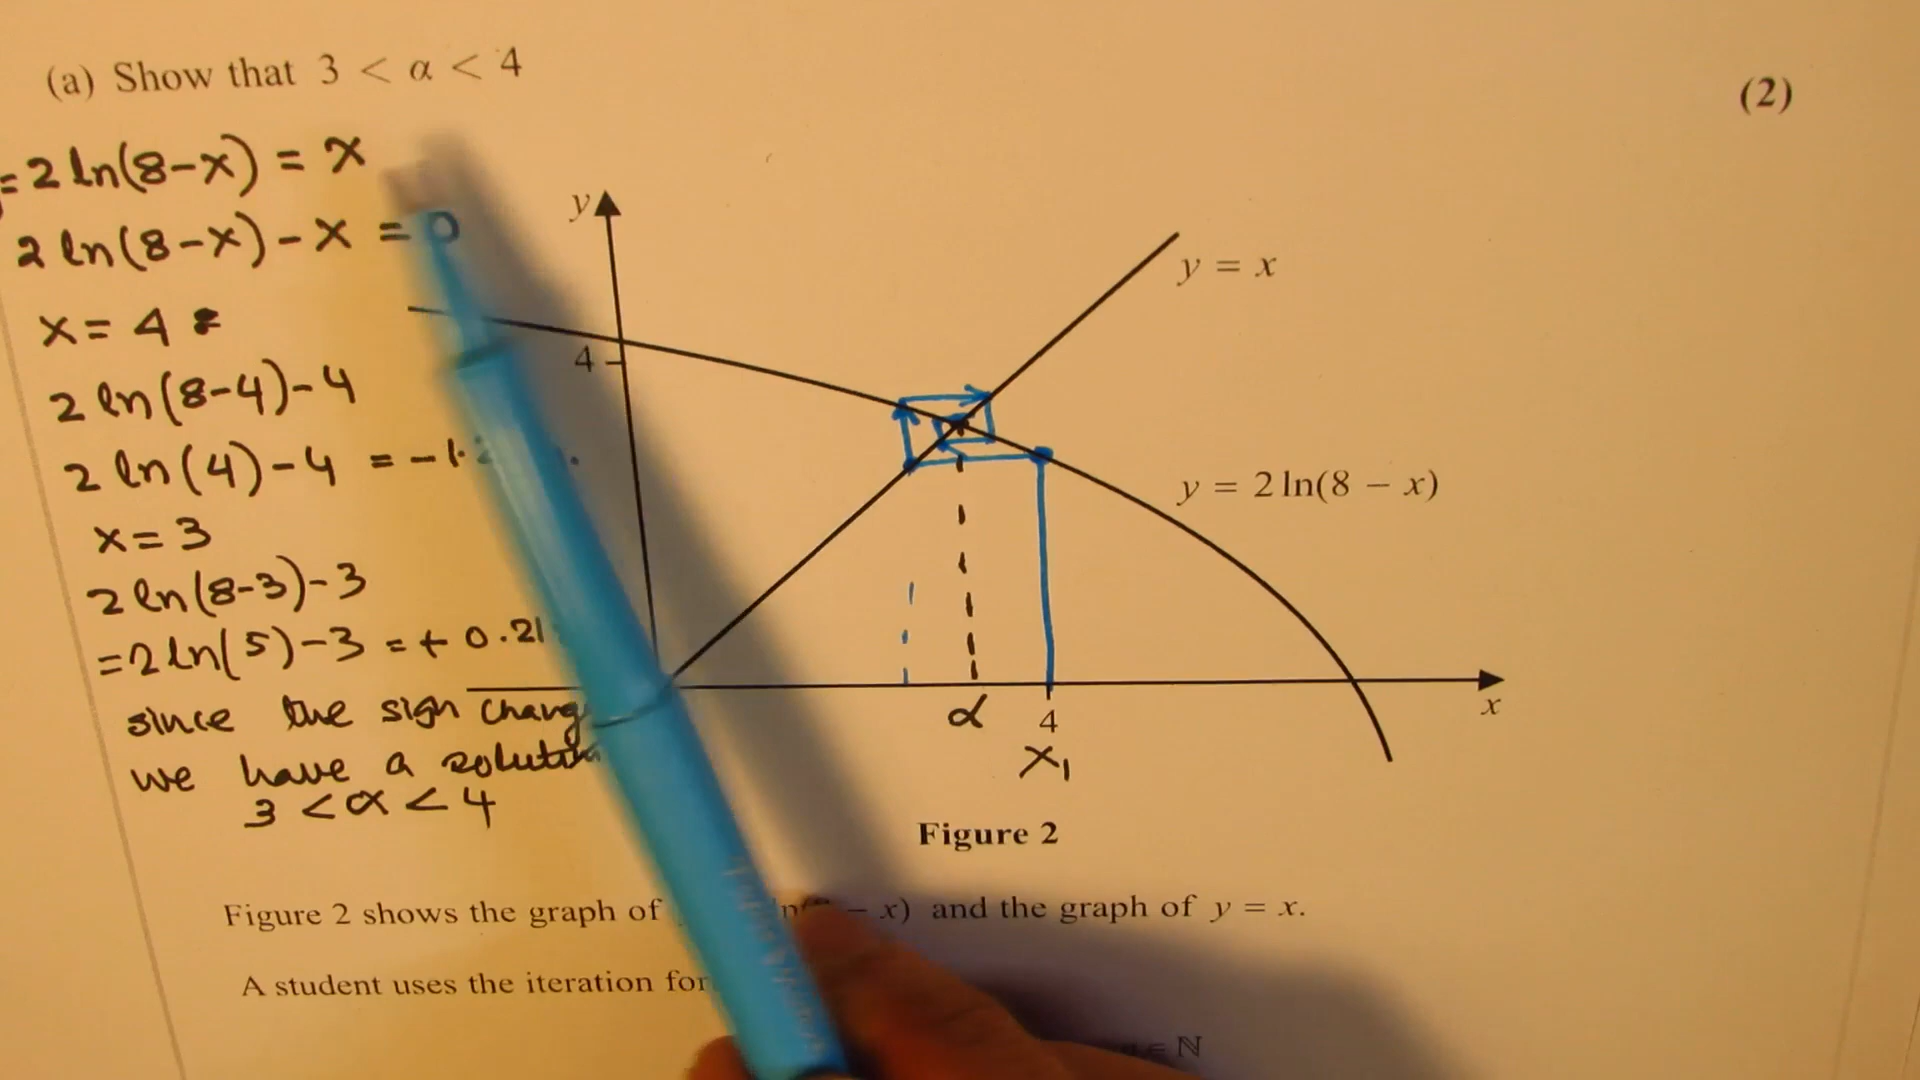 (a) Show that 3 < α < 4
(2)
= 2 ln(8-x) = x
2 ln(8-x) - x = 0
x = 4
2 ln(8-4) - 4
2 ln(4) - 4 = -1.
x = 3
2 ln(8-3) - 3
= 2 ln(5) - 3 = + 0.21
since the sign
we have a
3 < α < 4
y
4
y = x
y = 2 ln(8 − x)
α
4
x
x₁
Figure 2
Figure 2 shows the graph of − x) and the graph of y = x.
A student uses the iteration
ℕ